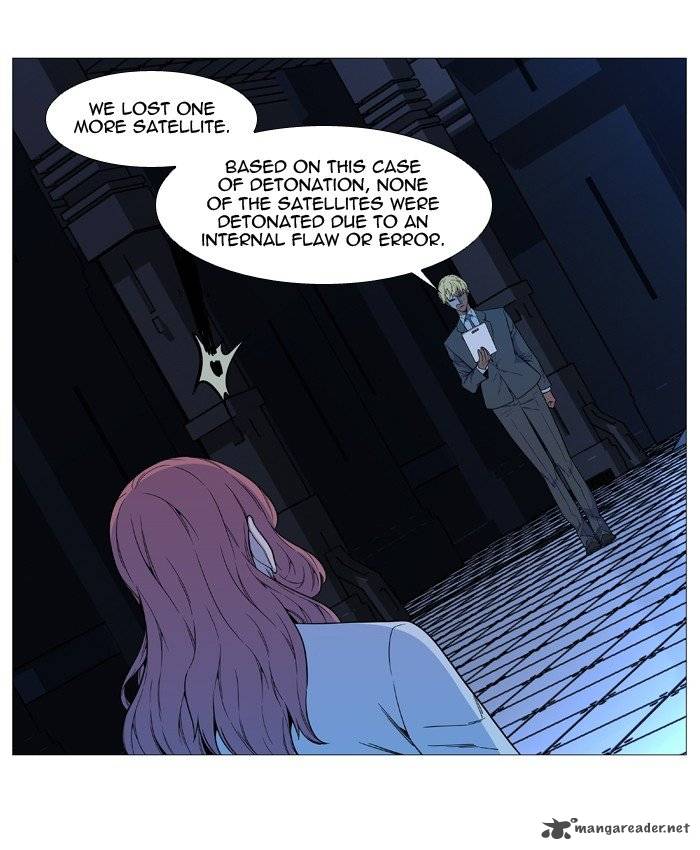 WE LOST ONE
MORE SATELLITE.
BASED ON THIS CASE
OF DETONATION, NONE
OF THE SATELLITES WERE
DETONATED DUE TO AN
INTERNAL FLAW OR ERROR.
mangareader.net